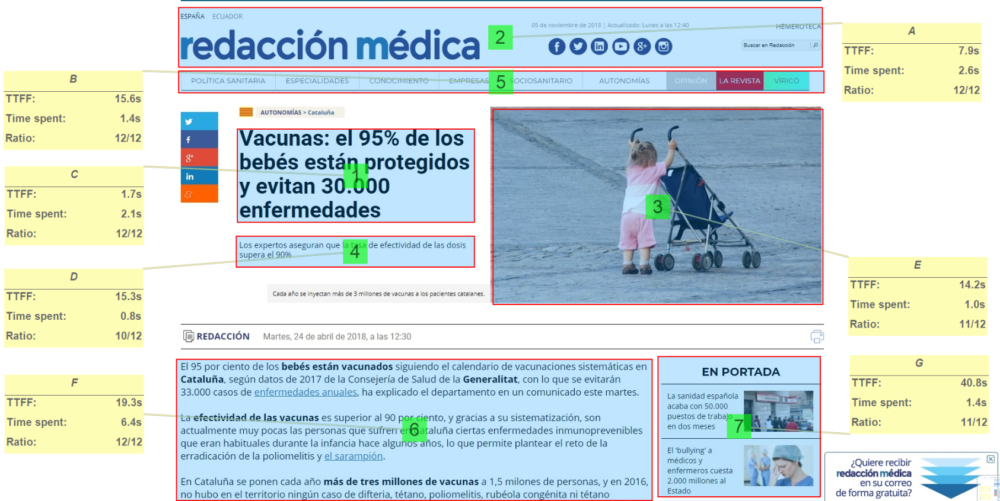 ESPAÑA ECUADOR
redacción médica
2
05 de noviembre de 2018 | Actualizado: Lunes a las 12:40
HEMEROTECA
Buscar en Redacción
A
TTFF: 7.9s
Time spent: 2.6s
Ratio: 12/12
B
TTFF: 15.6s
Time spent: 1.4s
Ratio: 12/12
POLÍTICA SANITARIA ESPECIALIDADES CONOCIMIENTO EMPRESAS 5 SOCIOSANITARIO AUTONOMÍAS OPINIÓN LA REVISTA VÍRICO
AUTONOMÍAS > Cataluña
Vacunas: el 95% de los
bebés están protegidos
y evitan 30.000
enfermedades
1
C
TTFF: 1.7s
Time spent: 2.1s
Ratio: 12/12
3
Los expertos aseguran que la tasa de efectividad de las dosis
supera el 90%
4
D
TTFF: 15.3s
Time spent: 0.8s
Ratio: 10/12
Cada año se inyectan más de 3 millones de vacunas a los pacientes catalanes.
E
TTFF: 14.2s
Time spent: 1.0s
Ratio: 11/12
REDACCIÓN Martes, 24 de abril de 2018, a las 12:30
El 95 por ciento de los bebés están vacunados siguiendo el calendario de vacunaciones sistemáticas en
Cataluña, según datos de 2017 de la Consejería de Salud de la Generalitat, con lo que se evitarán
33.000 casos de enfermedades anuales, ha explicado el departamento en un comunicado este martes.
La efectividad de las vacunas es superior al 90 por ciento, y gracias a su sistematización, son
actualmente muy pocas las personas que sufren en Cataluña ciertas enfermedades inmunoprevenibles
que eran habituales durante la infancia hace algunos años, lo que permite plantear el reto de la
erradicación de la poliomelitis y el sarampión.
En Cataluña se ponen cada año más de tres millones de vacunas a 1,5 milones de personas, y en 2016,
no hubo en el territorio ningún caso de difteria, tétano, poliomelitis, rubéola congénita ni tétano
6
F
TTFF: 19.3s
Time spent: 6.4s
Ratio: 12/12
EN PORTADA
La sanidad española
acaba con 50.000
puestos de trabajo
en dos meses
7
El 'bullying' a
médicos y
enfermeros cuesta
2.000 millones al
Estado
G
TTFF: 40.8s
Time spent: 1.4s
Ratio: 11/12
¿Quiere recibir
redacción médica
en su correo
de forma gratuita?